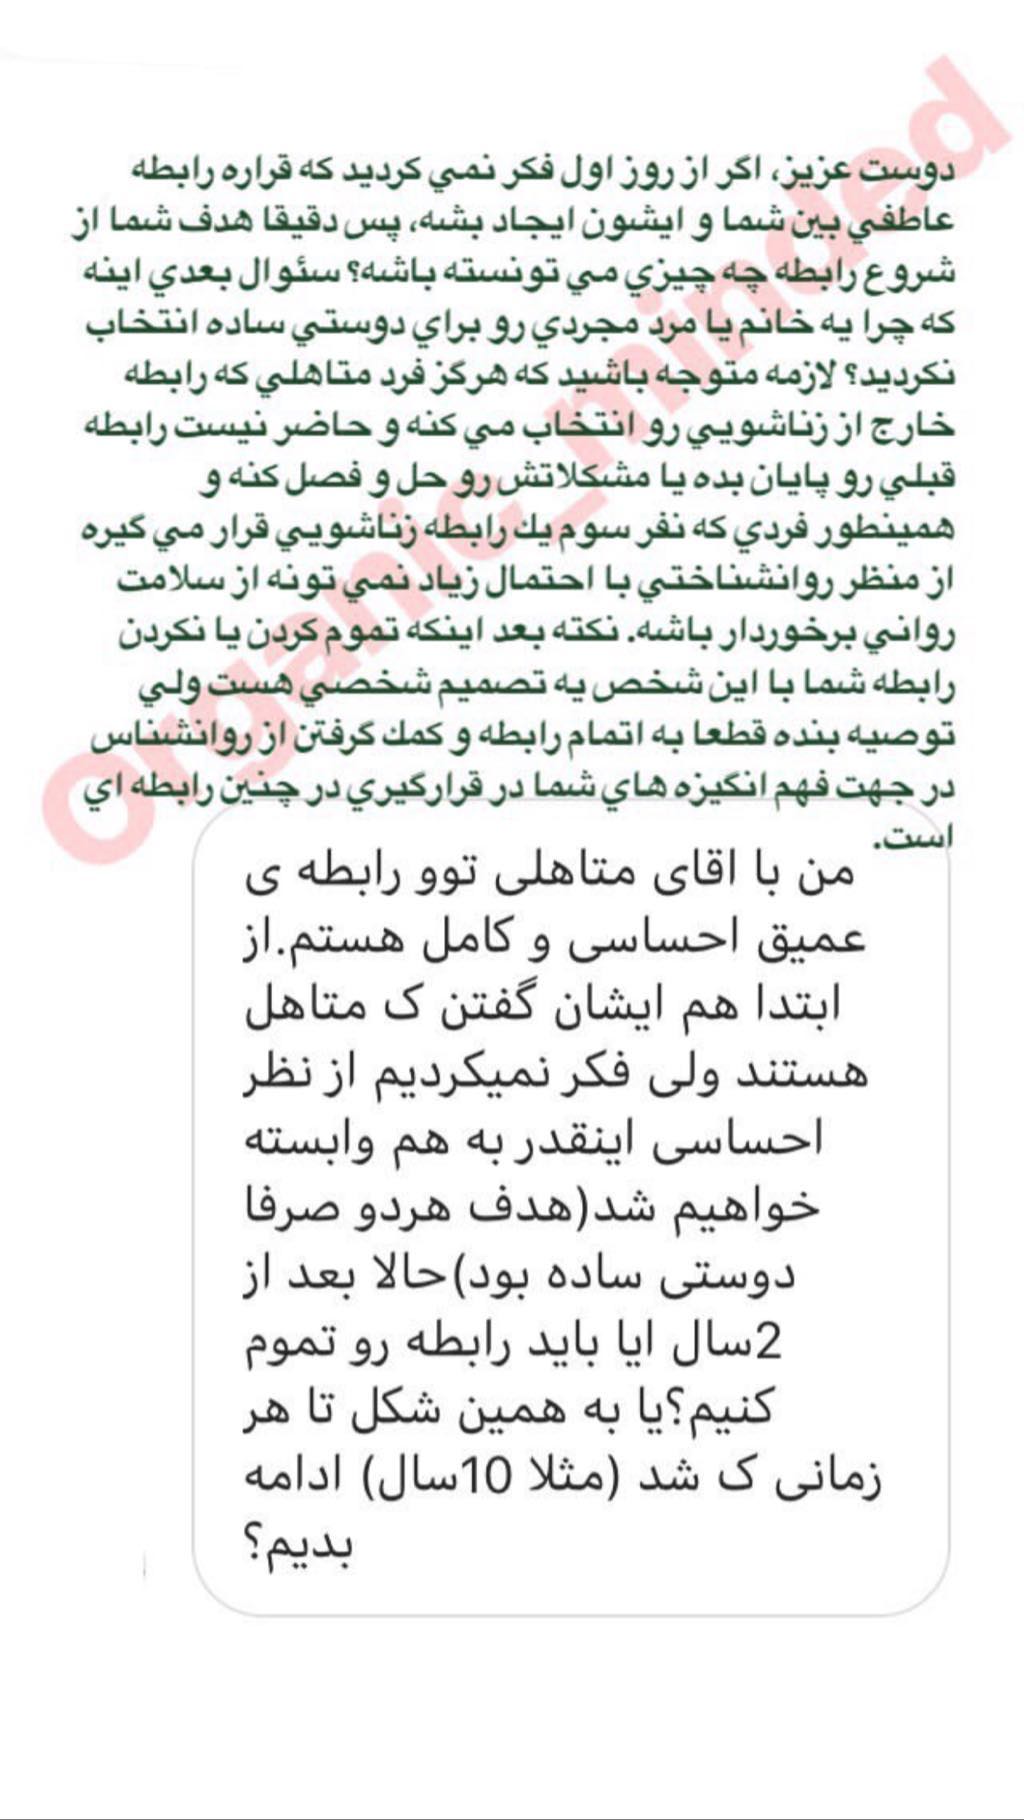 دوست عزيز، اگر از روز اول فكر نمي كرديد كه قراره رابطه
عاطفي بين شما و ايشون ايجاد بشه، پس دقيقا هدف شما از
شروع رابطه چه چيزي مي تونسته باشه؟ سئوال بعدي اينه
كه چرا يه خانم يا مرد مجردي رو براي دوستي ساده انتخاب
نكرديد؟ لازمه متوجه باشيد كه هرگز فرد متاهلي كه رابطه
خارج از زناشويي رو انتخاب مي كنه و حاضر نيست رابطه
قبلي رو پايان بده يا مشكلاتش رو حل و فصل كنه و
همينطور فردي كه نفر سوم يك رابطه زناشويي قرار مي گيره
از منظر روانشناختي با احتمال زياد نمي تونه از سلامت
رواني برخوردار باشه. نكته بعد اينكه تموم كردن يا نكردن
رابطه شما با اين شخص يه تصميم شخصي هست ولي
توصيه بنده قطعا به اتمام رابطه و كمك گرفتن از روانشناس
در جهت فهم انگيزه هاي شما در قرارگيري در چنين رابطه اي
است.
من با اقای متاهلی توو رابطه ی
عمیق احساسی و کامل هستم.از
ابتدا هم ایشان گفتن ک متاهل
هستند ولی فکر نمیکردیم از نظر
احساسی اینقدر به هم وابسته
خواهیم شد(هدف هردو صرفا
دوستی ساده بود)حالا بعد از
2سال ایا باید رابطه رو تموم
کنیم؟یا به همین شکل تا هر
زمانی ک شد (مثلا 10سال) ادامه
بدیم؟
Organic_minded